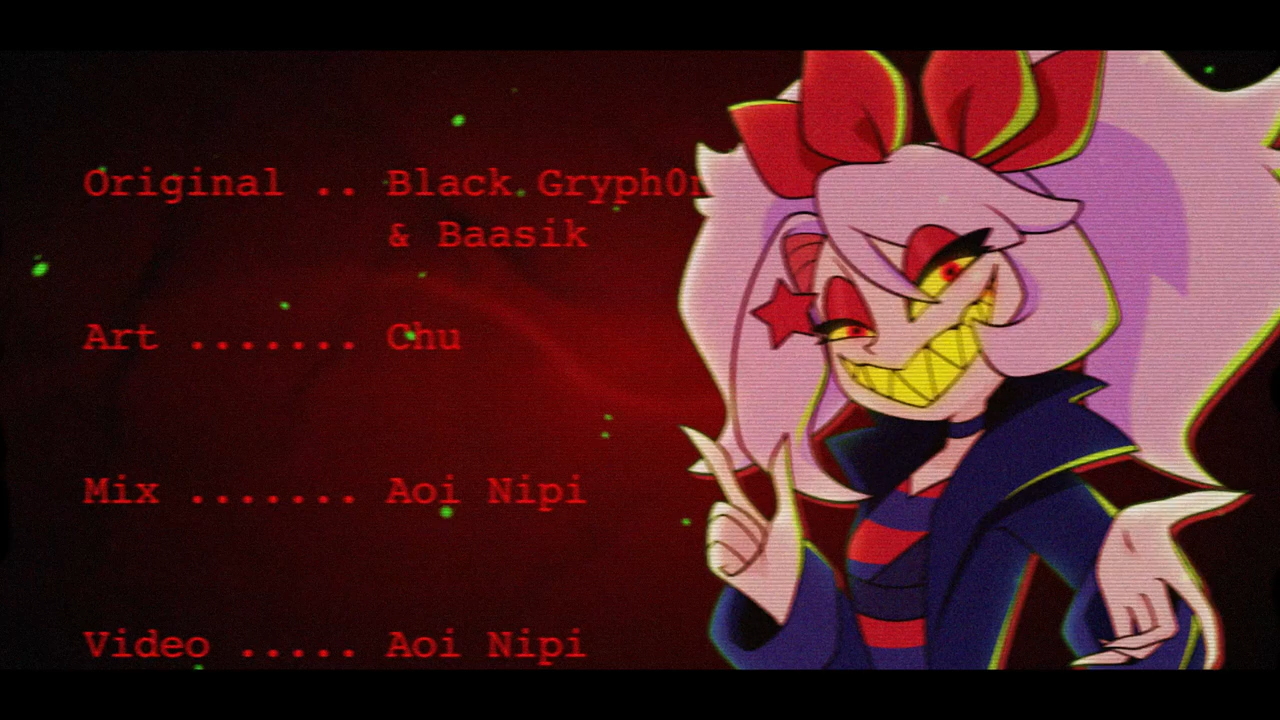 Original .. Black Gryph0n
& Baasik
Art ....... Chu
Mix ....... Aoi Nipi
Video ..... Aoi Nipi